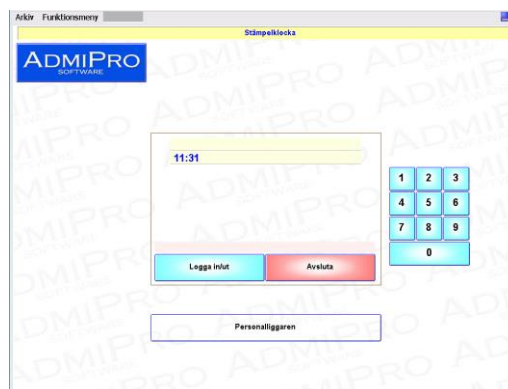 Arkiv Funktionsmeny
Stämpelklocka
ADMIPRO
SOFTWARE
11:31
1 2 3
4 5 6
7 8 9
0
Logga in/ut Avsluta
Personalliggaren